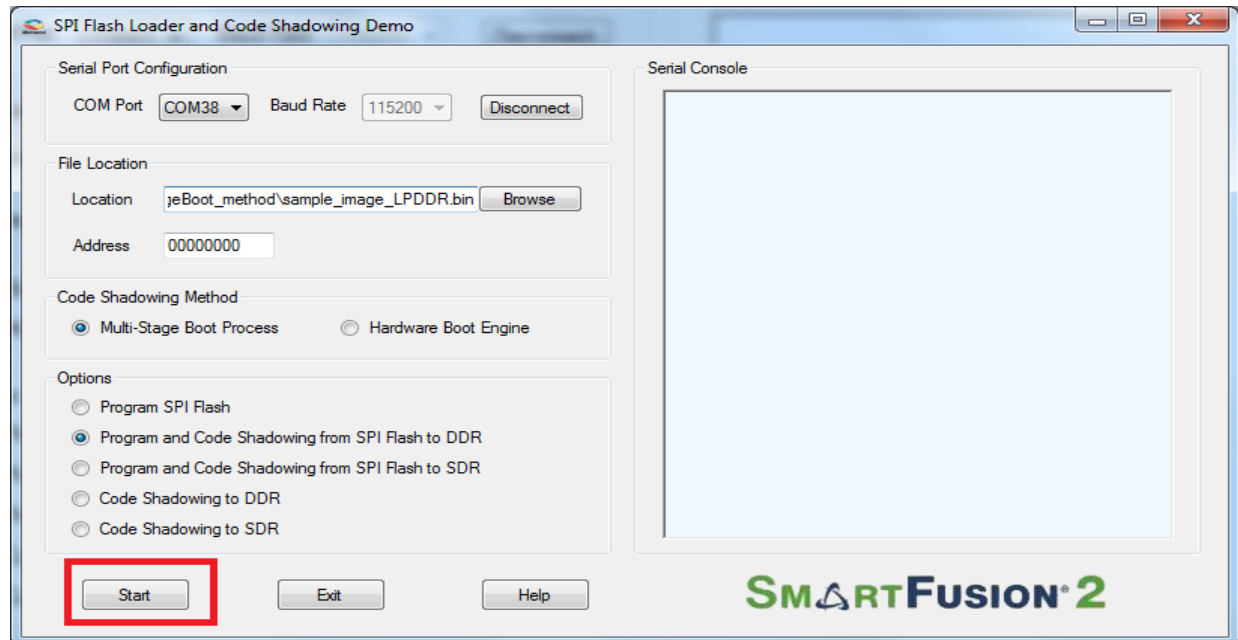 SPI Flash Loader and Code Shadowing Demo
Serial Port Configuration
COM Port COM38 Baud Rate 115200 Disconnect
File Location
Location jeBoot_method\sample_image_LPDDR.bin Browse
Address 00000000
Code Shadowing Method
Multi-Stage Boot Process Hardware Boot Engine
Options
Program SPI Flash
Program and Code Shadowing from SPI Flash to DDR
Program and Code Shadowing from SPI Flash to SDR
Code Shadowing to DDR
Code Shadowing to SDR
Start Exit Help
Serial Console
SMARTFUSION®2